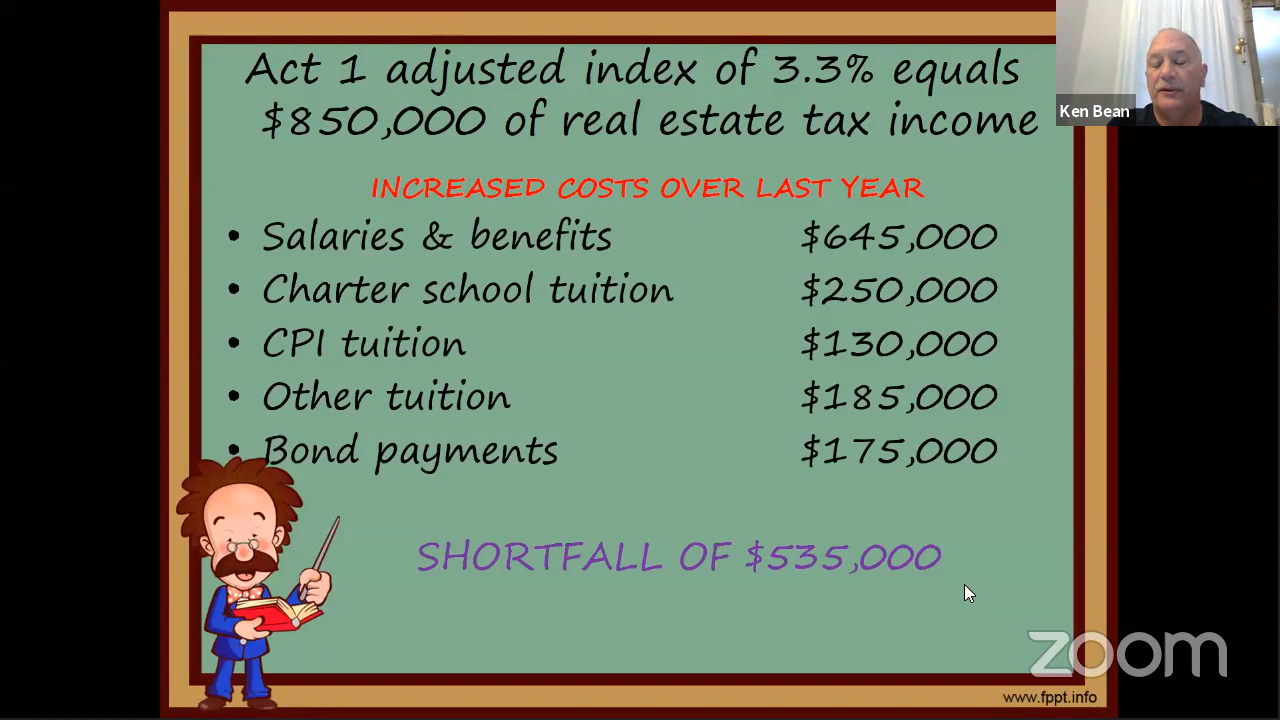 Act 1 adjusted index of 3.3% equals
$850,000 of real estate tax income
Ken Bean
INCREASED COSTS OVER LAST YEAR
• Salaries & benefits $645,000
• Charter school tuition $250,000
• CPI tuition $130,000
• Other tuition $185,000
• Bond payments $175,000
SHORTFALL OF $535,000
zoom
www.fppt.info